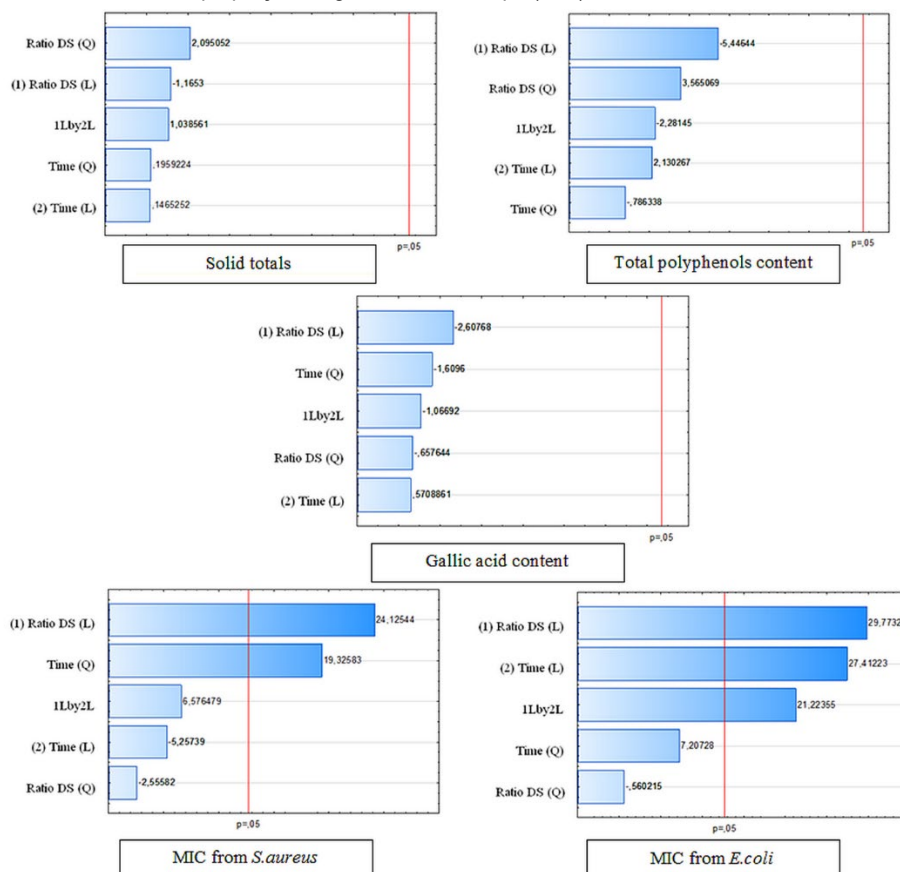 Ratio DS (Q) 2,095052
(1) Ratio DS (L) -1,1653
1Lby2L 1,038561
Time (Q) ,1959224
(2) Time (L) ,1465252
p=,05
Solid totals
(1) Ratio DS (L) -5,44644
Ratio DS (Q) 3,565069
1Lby2L -2,28145
(2) Time (L) 2,130267
Time (Q) -,786338
p=,05
Total polyphenols content
(1) Ratio DS (L) -2,60768
Time (Q) -1,6096
1Lby2L -1,06692
Ratio DS (Q) -,657644
(2) Time (L) ,5708861
p=,05
Gallic acid content
(1) Ratio DS (L) 24,12544
Time (Q) 19,32583
1Lby2L 6,576479
(2) Time (L) -5,25739
Ratio DS (Q) -2,55582
p=,05
MIC from S.aureus
(1) Ratio DS (L) 29,7732
(2) Time (L) 27,41223
1Lby2L 21,22355
Time (Q) 7,20728
Ratio DS (Q) -,560215
p=,05
MIC from E.coli